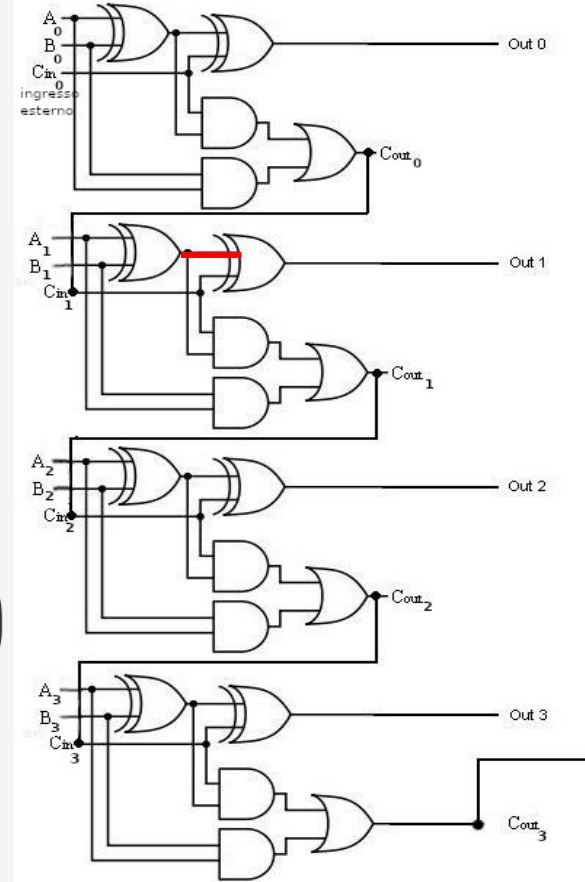 A0
B0
Cin0
ingresso
esterno
Out 0
Cout0
A1
B1
Cin1
Out 1
Cout1
A2
B2
Cin2
Out 2
Cout2
A3
B3
Cin3
Out 3
Cout3